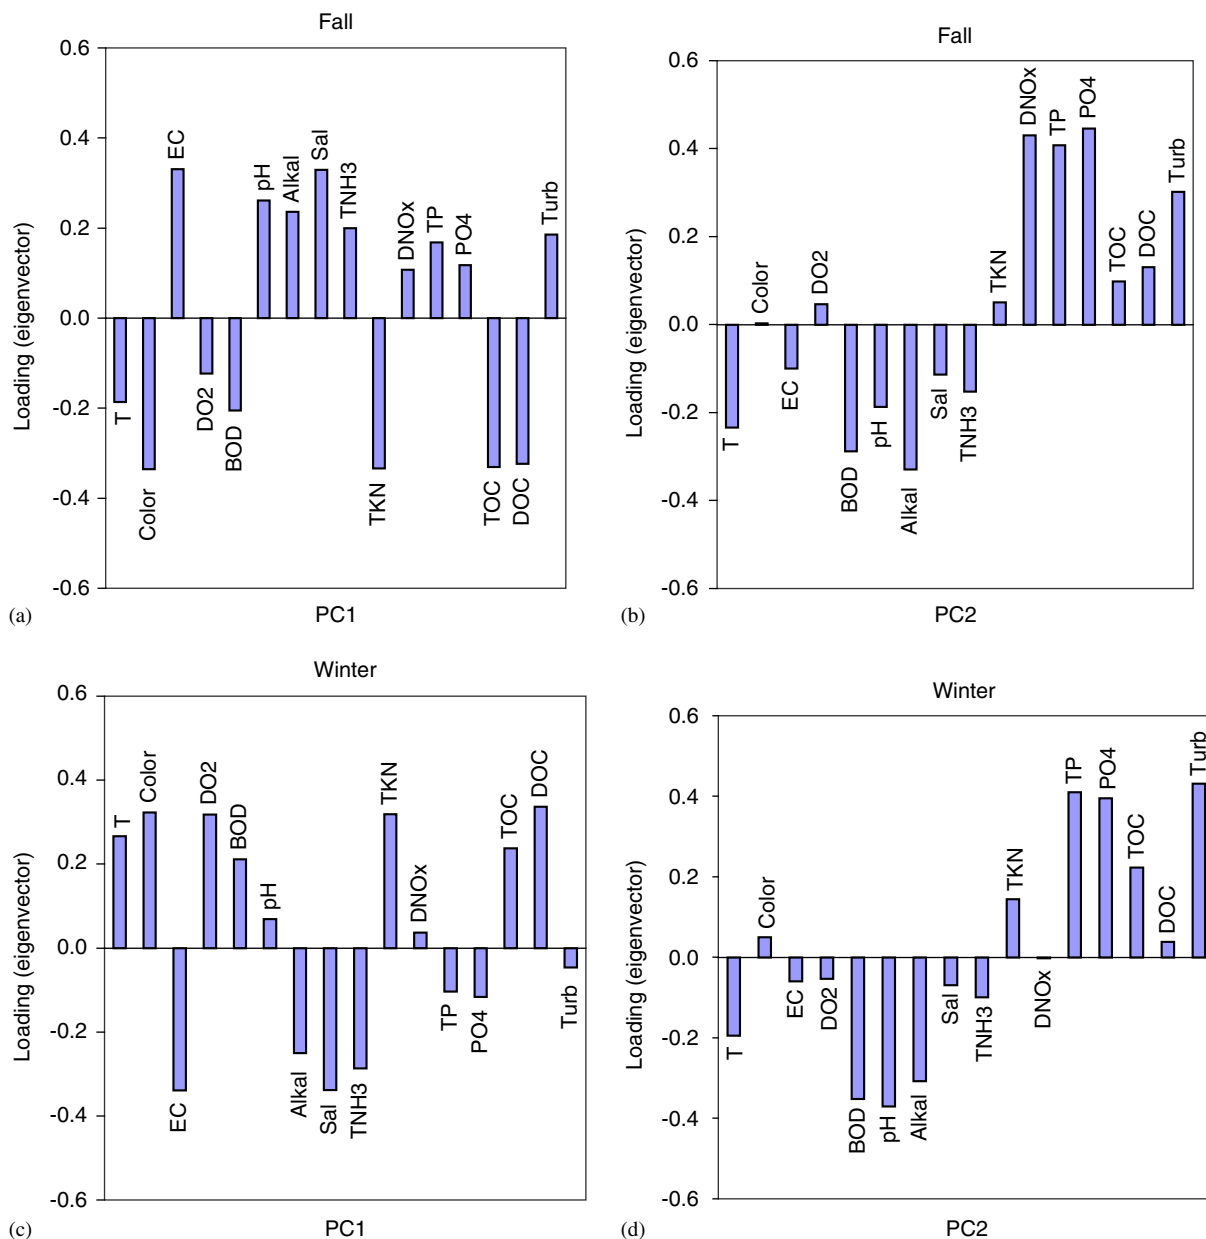 Fall
0.6
0.4
0.2
0.0
-0.2
-0.4
-0.6
Loading (eigenvector)
T
Color
EC
DO2
BOD
pH
Alkal
Sal
TNH3
TKN
DNOx
TP
PO4
TOC
DOC
Turb
(a)
PC1
Fall
0.6
0.4
0.2
0.0
-0.2
-0.4
-0.6
Loading (eigenvector)
T
Color
EC
DO2
BOD
pH
Alkal
Sal
TNH3
TKN
DNOx
TP
PO4
TOC
DOC
Turb
(b)
PC2
Winter
0.6
0.4
0.2
0.0
-0.2
-0.4
-0.6
Loading (eigenvector)
T
Color
EC
DO2
BOD
pH
Alkal
Sal
TNH3
TKN
DNOx
TP
PO4
TOC
DOC
Turb
(c)
PC1
Winter
0.6
0.4
0.2
0.0
-0.2
-0.4
-0.6
Loading (eigenvector)
T
Color
EC
DO2
BOD
pH
Alkal
Sal
TNH3
TKN
DNOx
TP
PO4
TOC
DOC
Turb
(d)
PC2